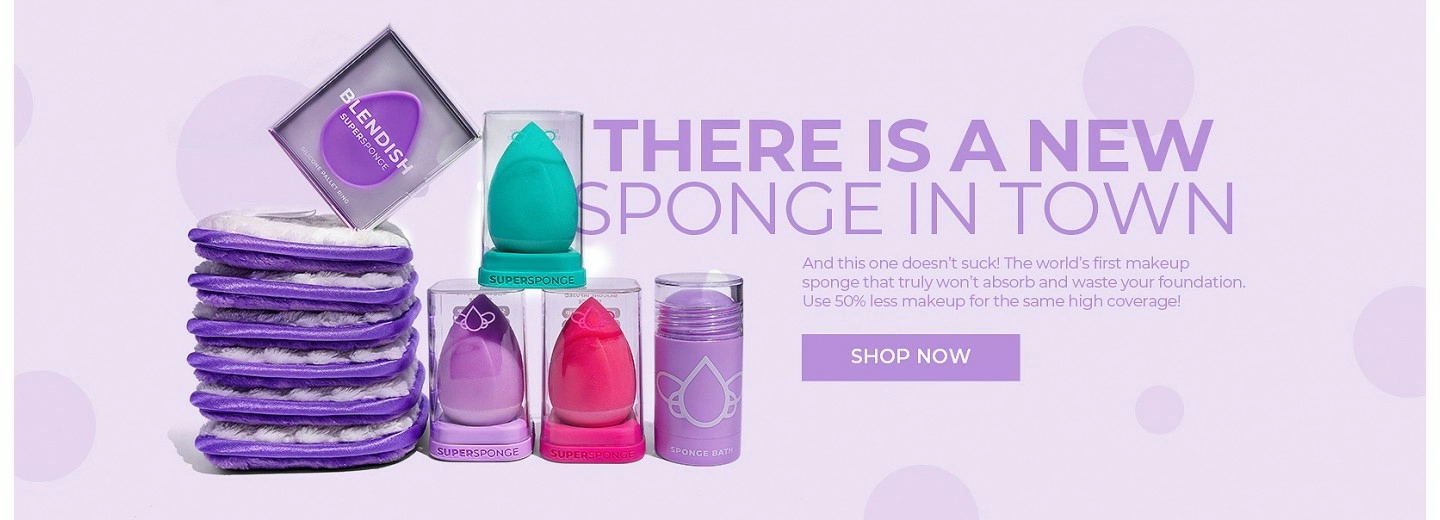 BLENDISH
SUPERSPONGE
SILICONE PALLET RING
SUPERSPONGE
SUPERSPONGE
SUPERSPONGE
SPONGE BATH
THERE IS A NEW
SPONGE IN TOWN
And this one doesn't suck! The world's first makeup
sponge that truly won't absorb and waste your foundation.
Use 50% less makeup for the same high coverage!
SHOP NOW